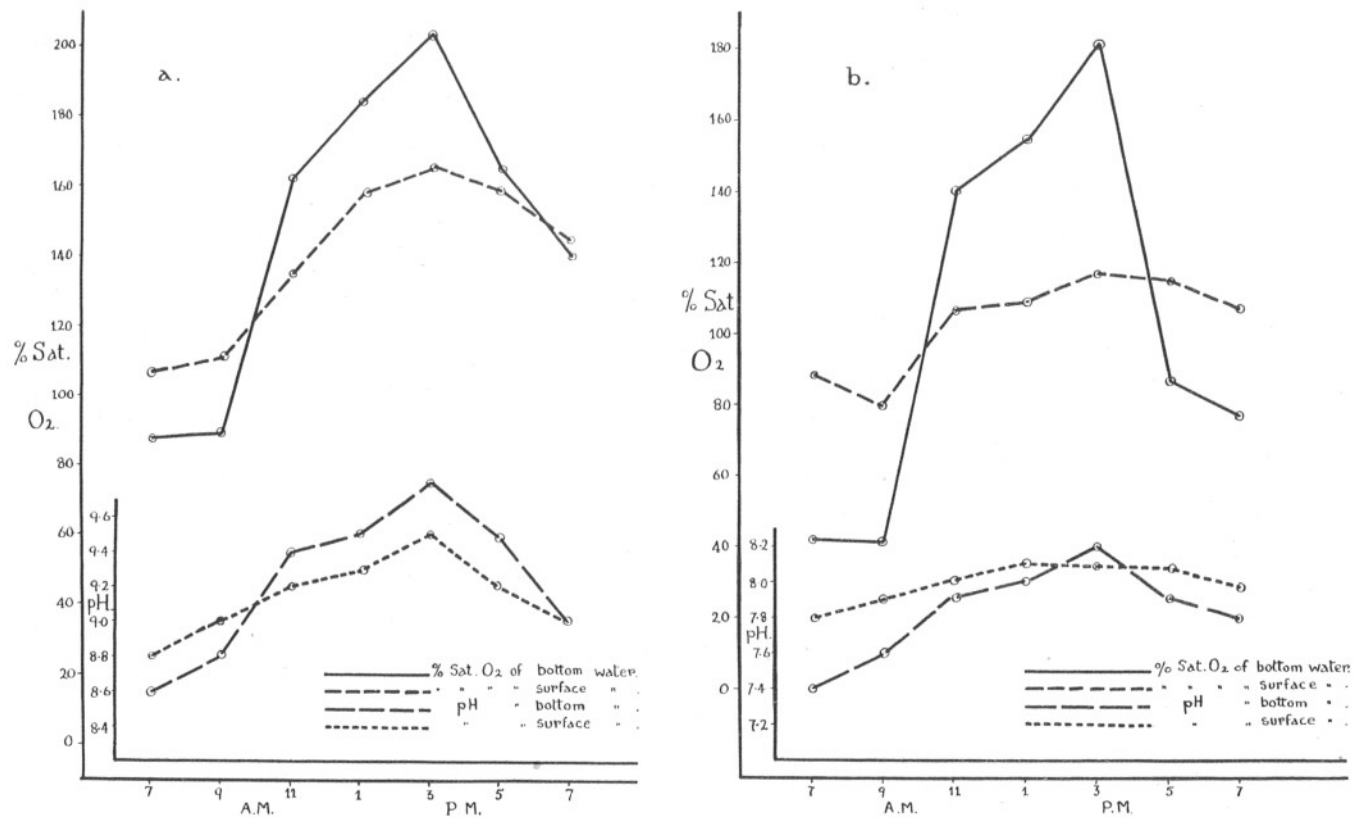 a.
200
180
160
140
120
% Sat.
100
O₂.
80
60
40
20
0
9.6
9.4
9.2
pH.
9.0
8.8
8.6
8.4
% Sat. O₂ of bottom water.
" " " surface " .
pH " bottom " .
" " surface " .
7 9 11 1 3 5 7
A.M. P.M.
b.
180
160
140
120
% Sat
100
O₂
80
60
40
20
0
8.2
8.0
7.8
pH.
7.6
7.4
7.2
% Sat. O₂ of bottom water.
" " " surface " .
pH " bottom " .
" " surface " .
7 9 11 1 3 5 7
A.M. P.M.